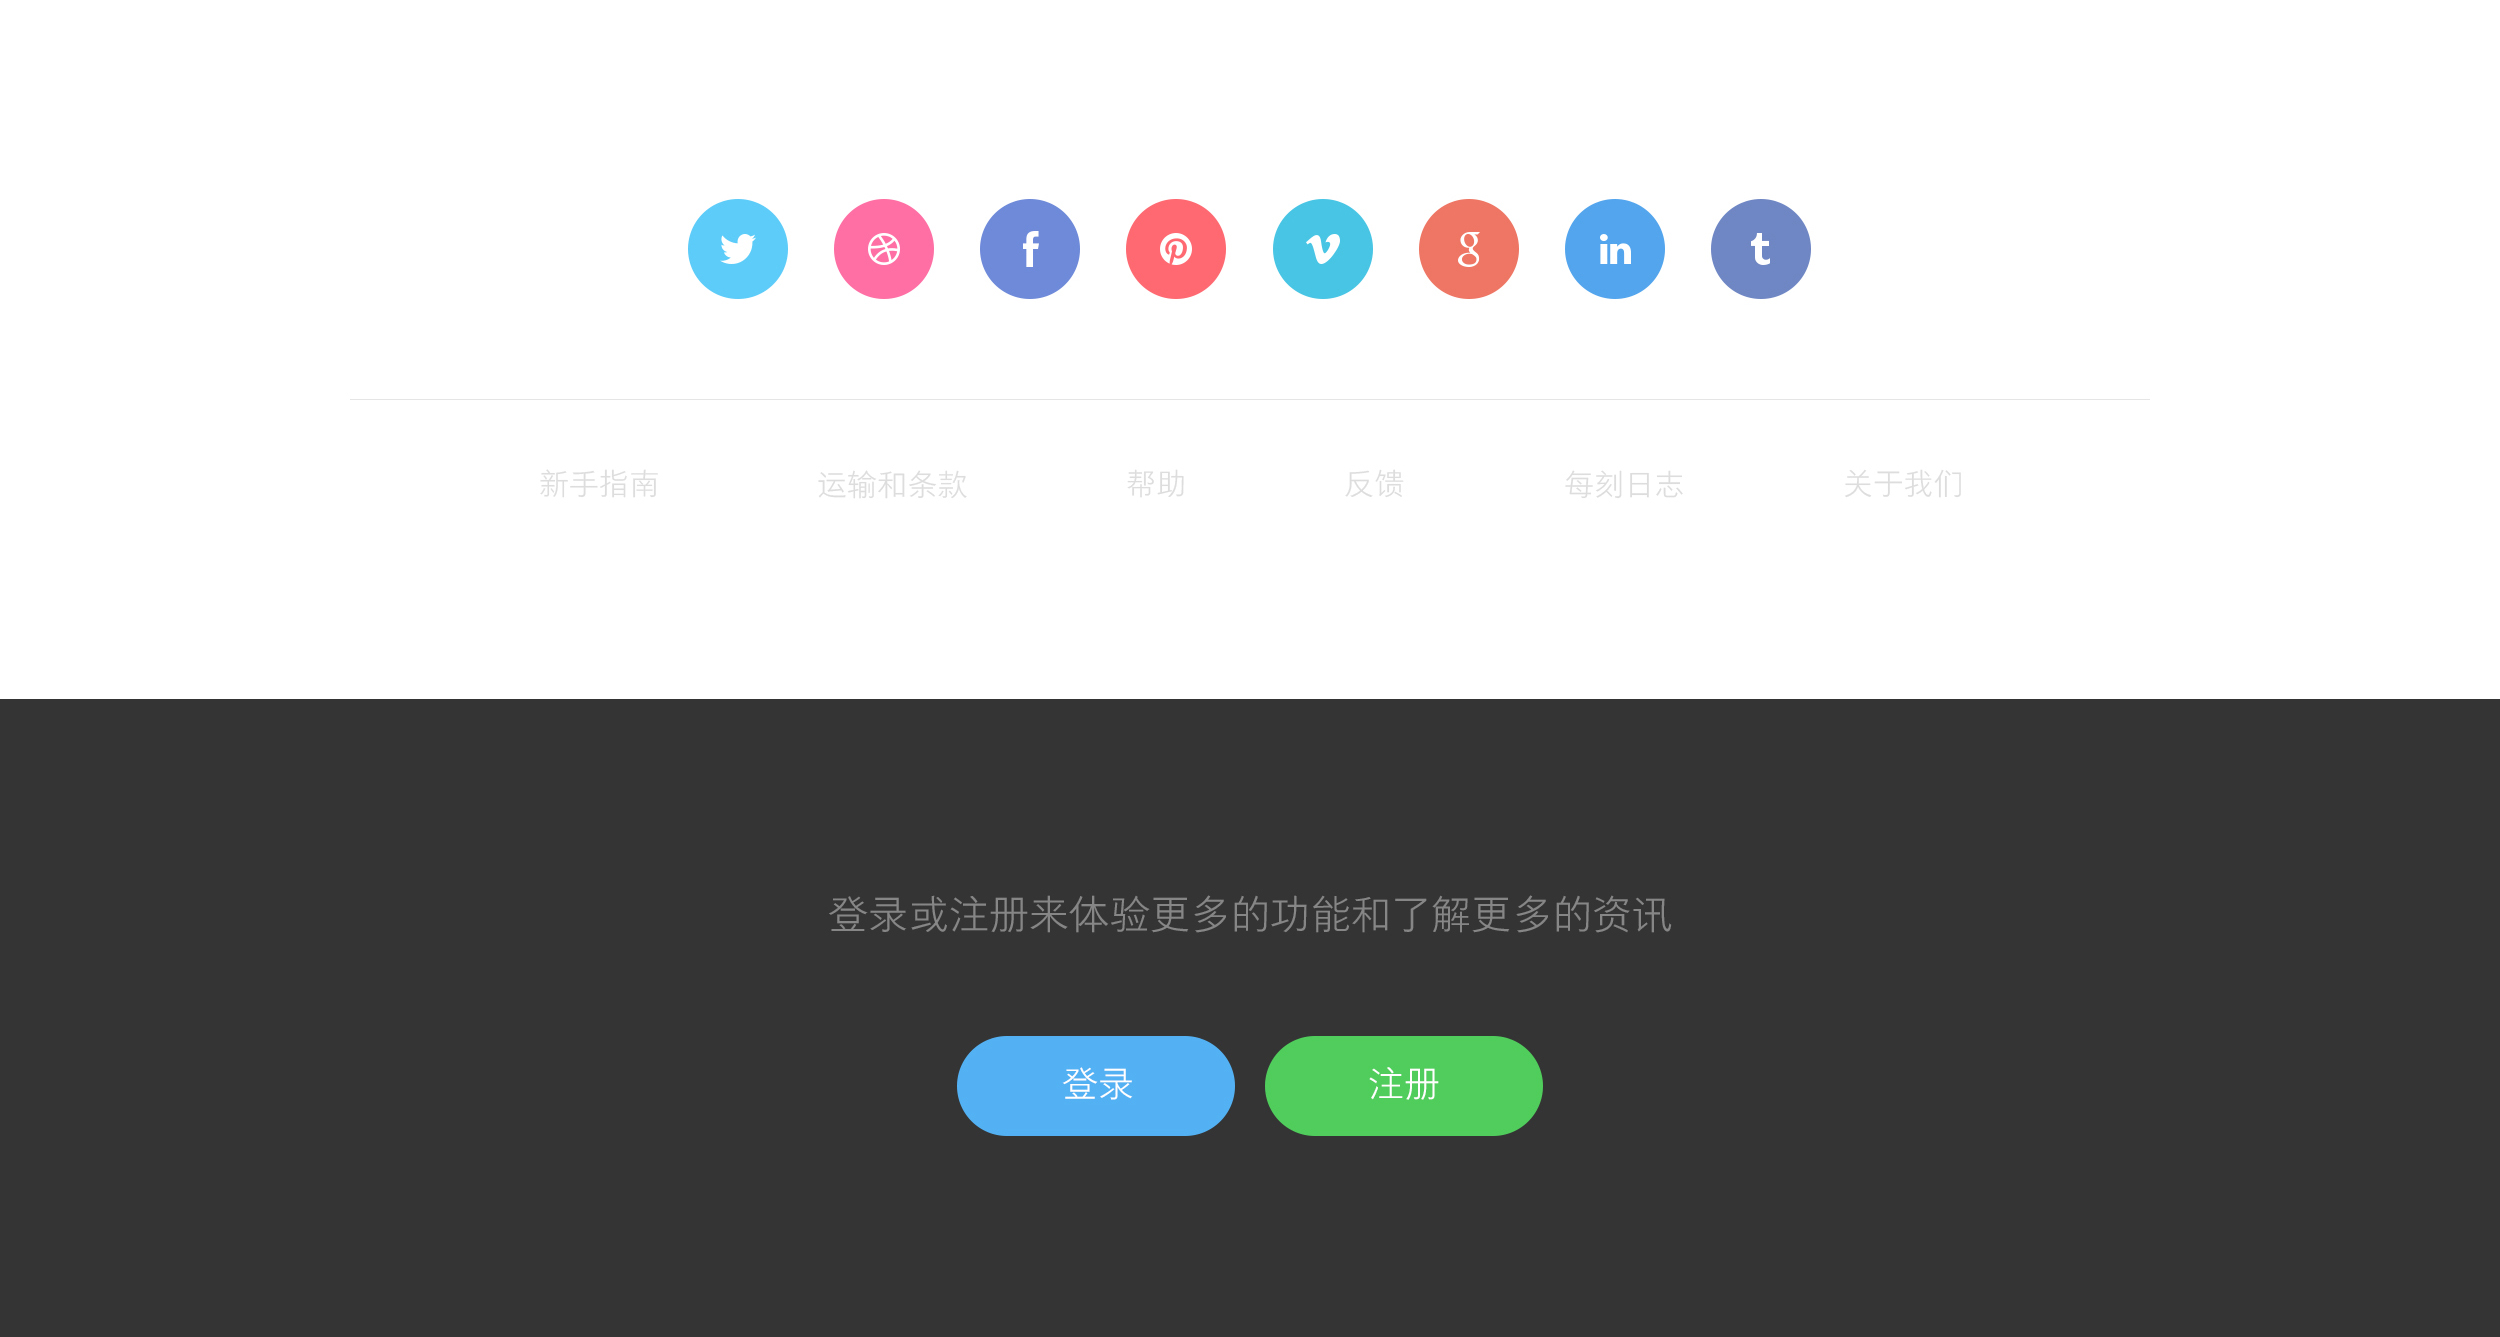 新手指南 运输和条款 帮助 反馈 每刻日志 关于我们
登录或注册来体验更多的功能和了解更多的资讯
登录 注册